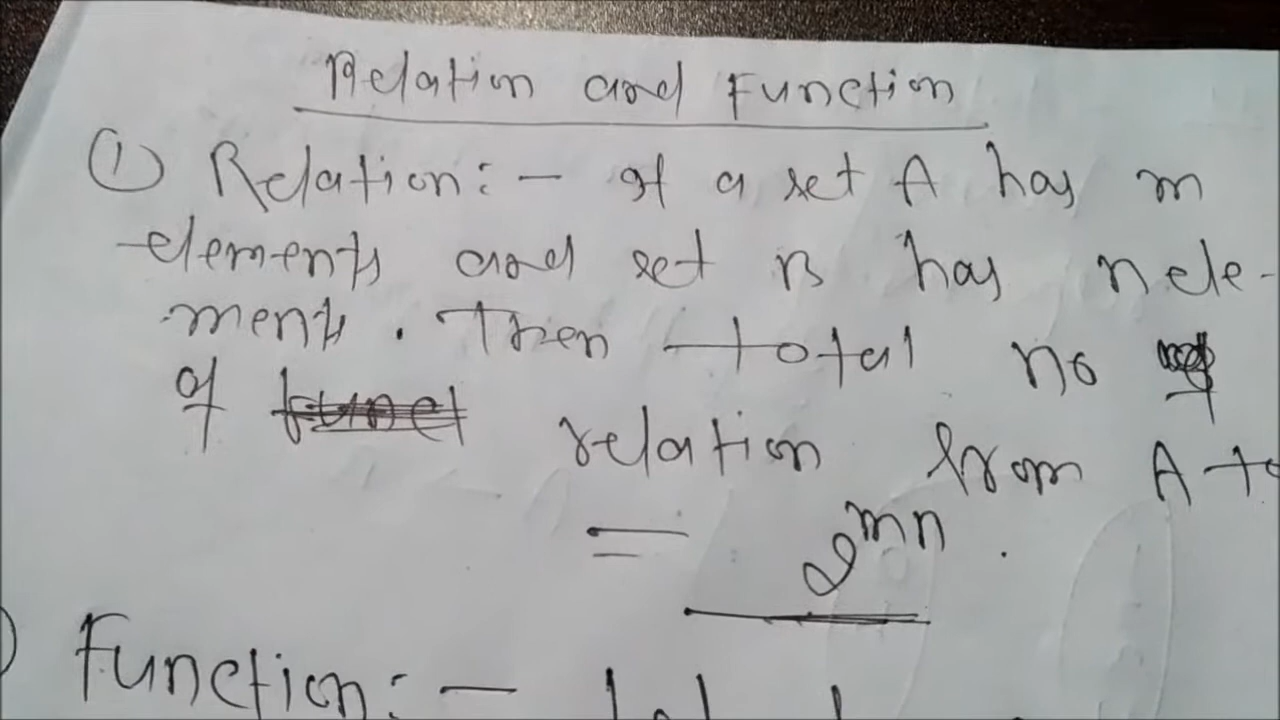 Relation and Function
① Relation:- If a set A has m
elements and set B has n ele-
ments. Then total no
of funct relation from A to
= 2^mn.
Function:-